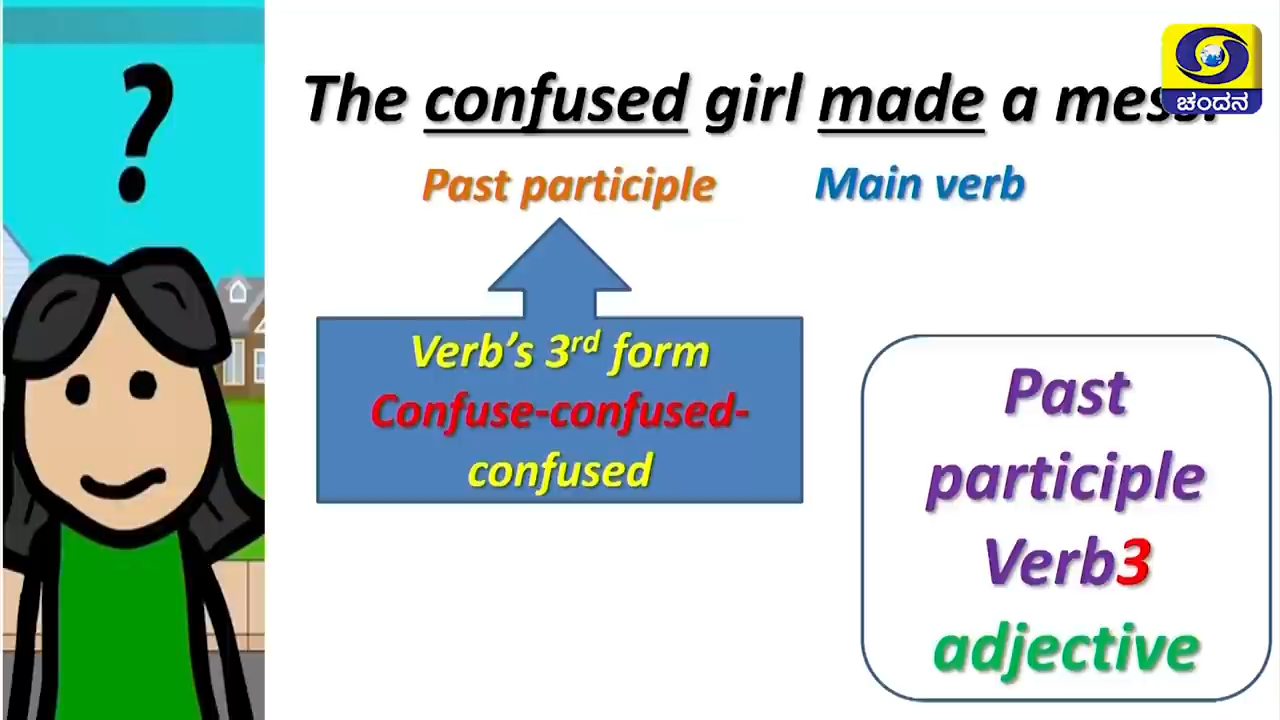 ?
The confused girl made a mess.
ಚಂದನ
Past participle
Main verb
Verb's 3rd form
Confuse-confused-
confused
Past
participle
Verb3
adjective